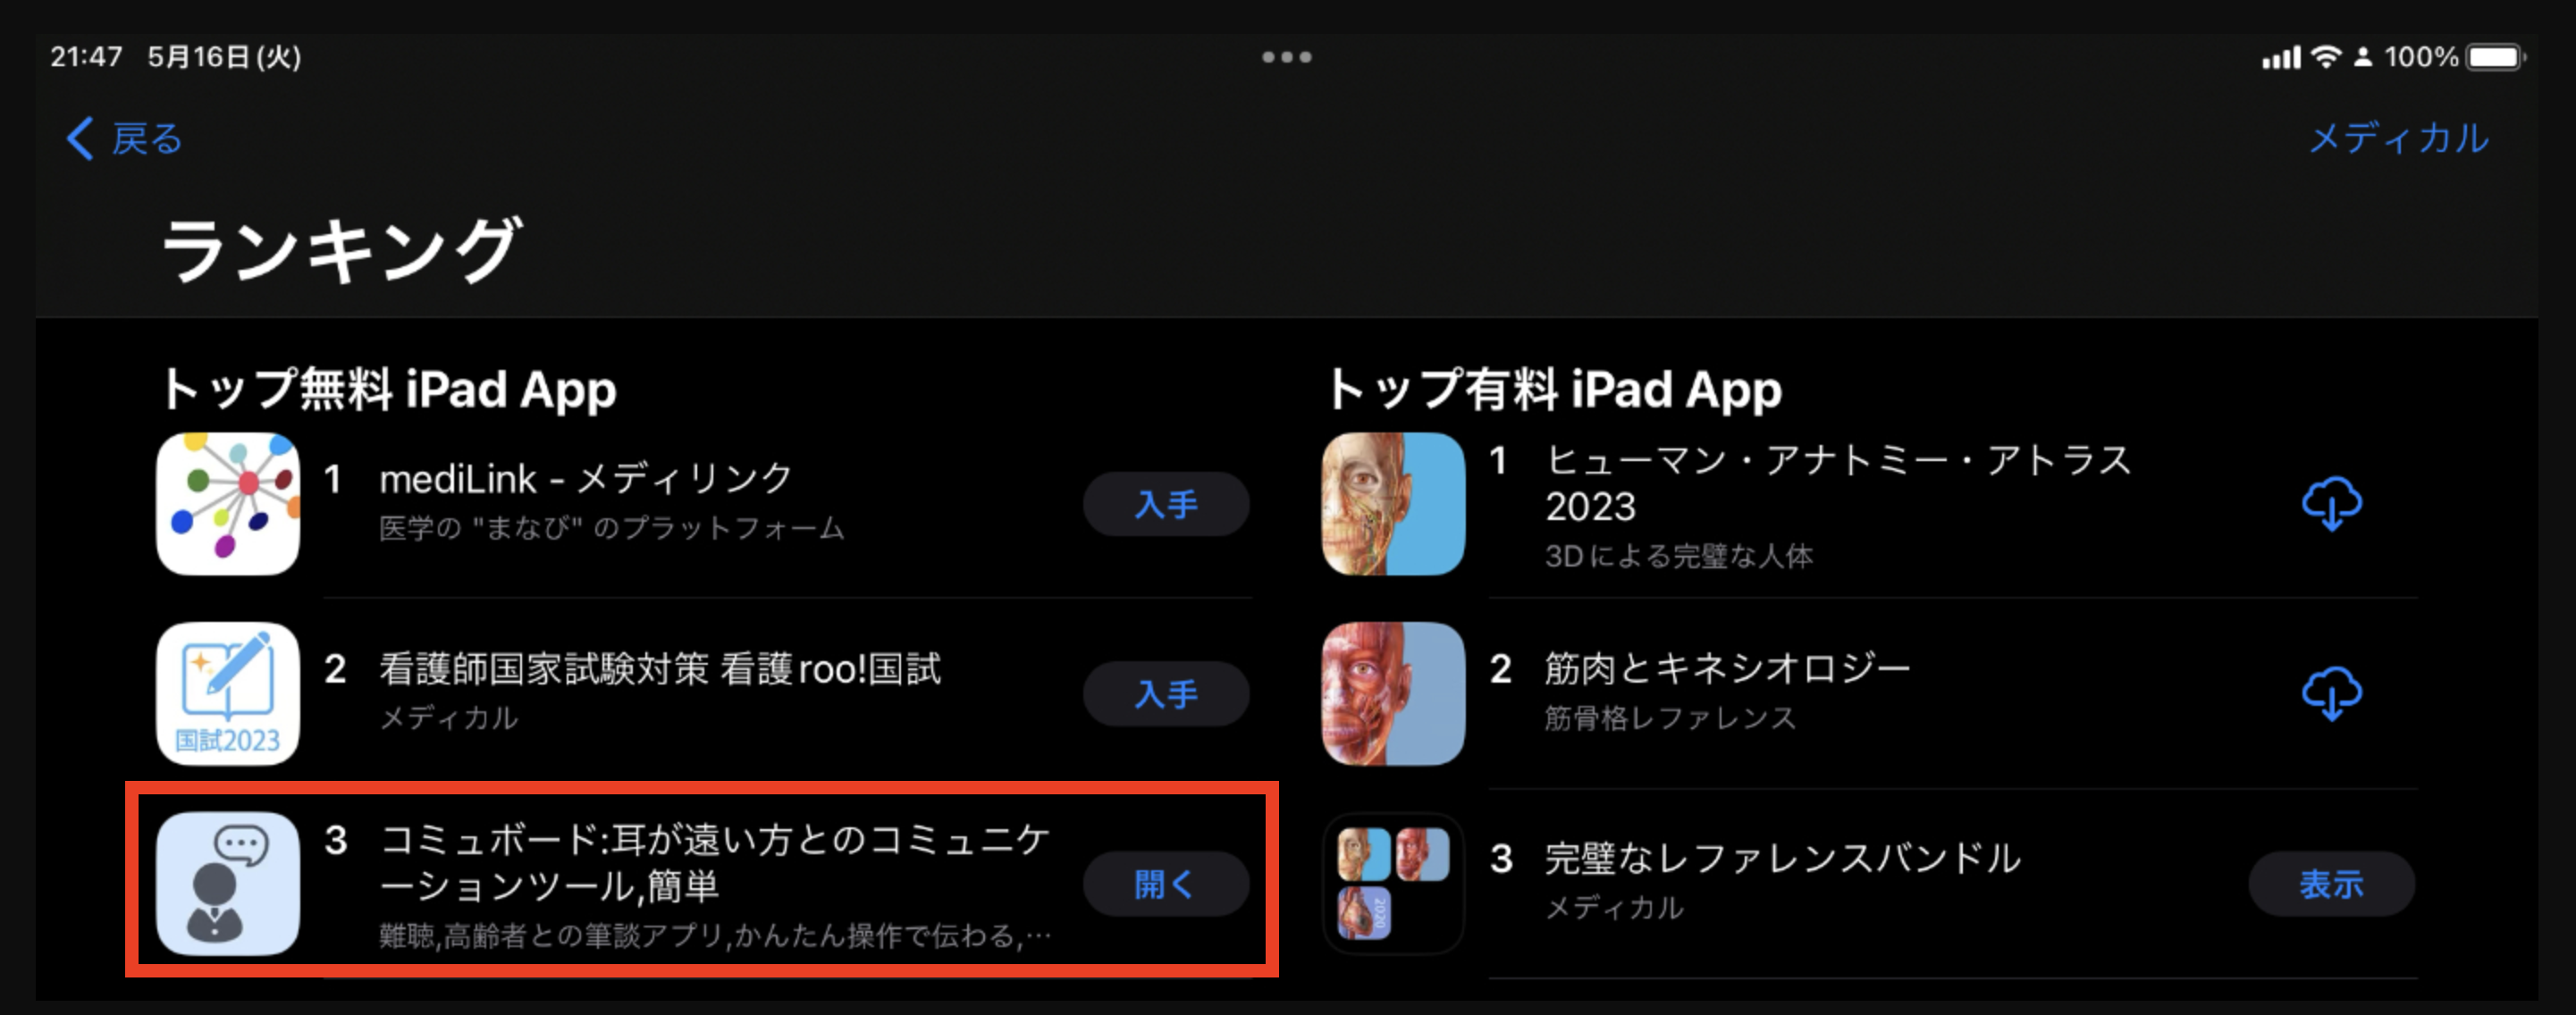 21:47 5月16日(火)
100%
戻る
メディカル
ランキング
トップ無料 iPad App
1 mediLink - メディリンク
医学の "まなび" のプラットフォーム
入手
国試2023
2 看護師国家試験対策 看護roo!国試
メディカル
入手
3 コミュボード:耳が遠い方とのコミュニケ
ーションツール,簡単
難聴,高齢者との筆談アプリ,かんたん操作で伝わる,…
開く
トップ有料 iPad App
1 ヒューマン・アナトミー・アトラス
2023
3Dによる完璧な人体
2 筋肉とキネシオロジー
筋骨格レファレンス
2020
3 完璧なレファレンスバンドル
メディカル
表示